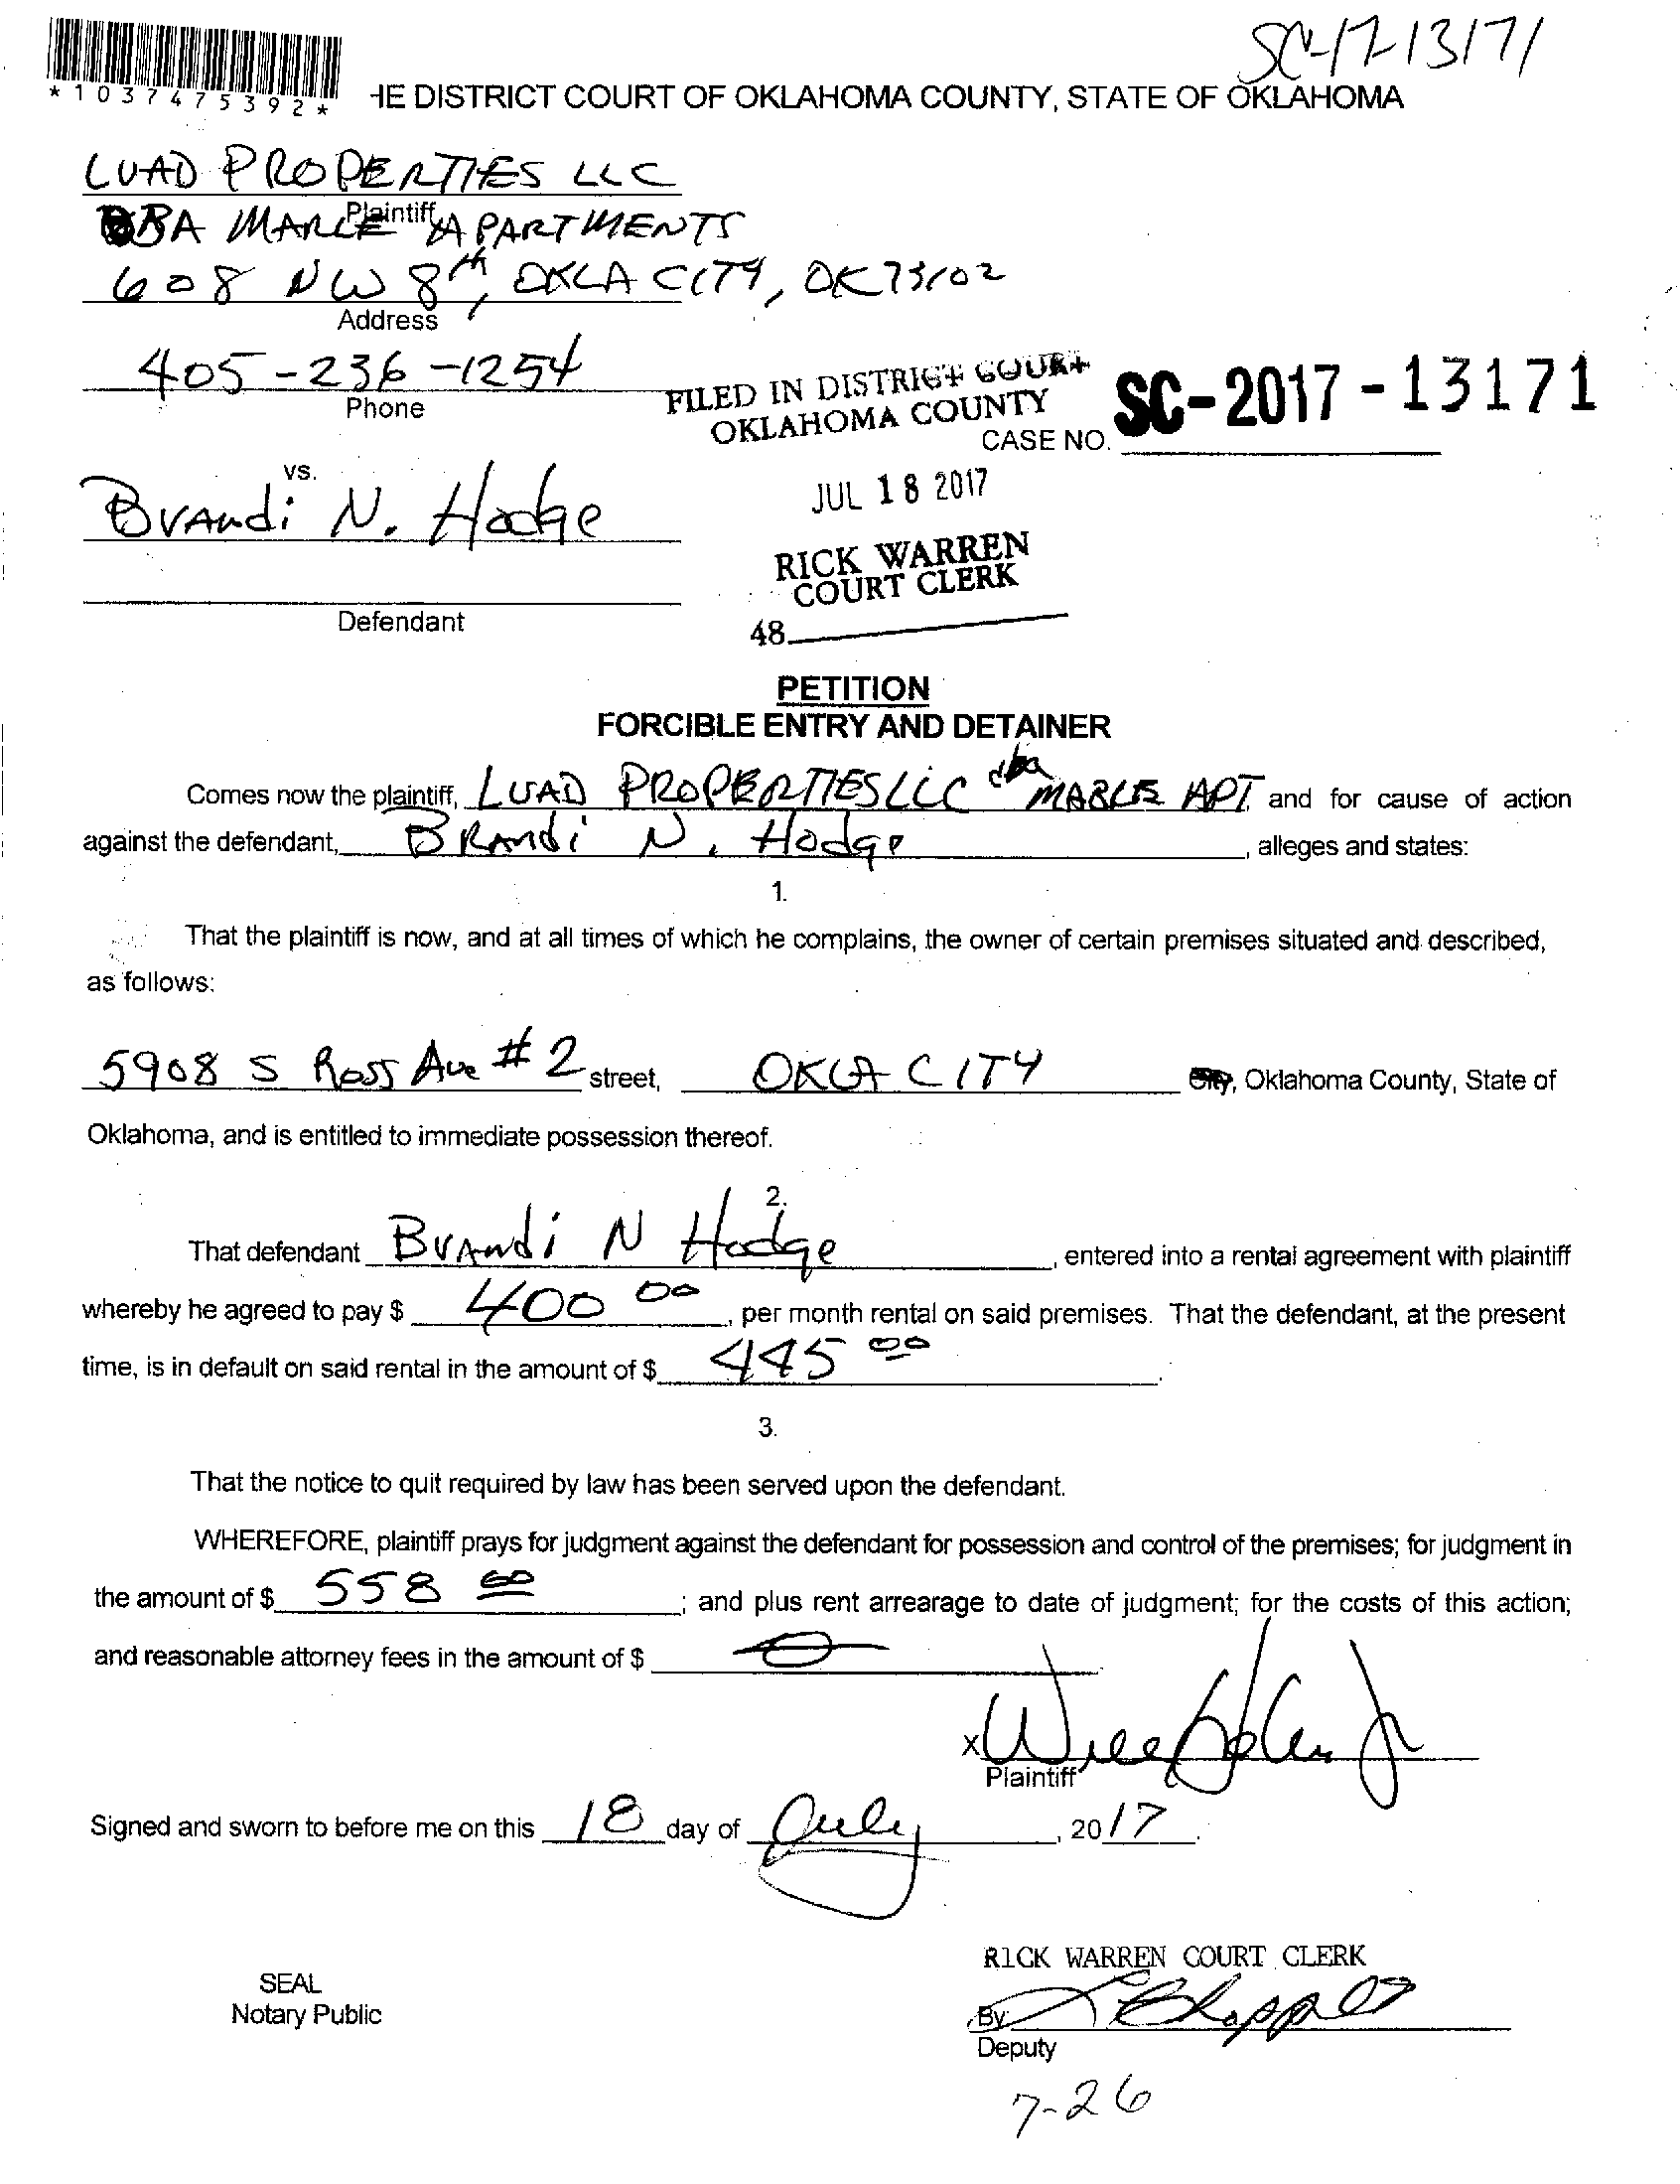 SC-17-13171
*1037475392*
HE DISTRICT COURT OF OKLAHOMA COUNTY, STATE OF OKLAHOMA
LUAD PROPERTIES LLC
Plaintiff
DBA MARLE APARTMENTS
608 NW 8th, OKLA CITY, OK 73102
Address
405-236-1254
Phone
FILED IN DISTRICT COURT
OKLAHOMA COUNTY
CASE NO. SC-2017-13171
vs.
JUL 18 2017
Brandi N. Hodge
RICK WARREN
COURT CLERK
Defendant
48
PETITION
FORCIBLE ENTRY AND DETAINER
Comes now the plaintiff, LUAD PROPERTIES LLC dba MARLE APT, and for cause of action
against the defendant, Brandi N. Hodge, alleges and states:
1.
That the plaintiff is now, and at all times of which he complains, the owner of certain premises situated and described,
as follows:
5908 S Ross Ave #2 street, OKLA CITY City, Oklahoma County, State of
Oklahoma, and is entitled to immediate possession thereof.
2.
That defendant Brandi N Hodge, entered into a rental agreement with plaintiff
whereby he agreed to pay $ 400 00, per month rental on said premises. That the defendant, at the present
time, is in default on said rental in the amount of $ 445 00.
3.
That the notice to quit required by law has been served upon the defendant.
WHEREFORE, plaintiff prays for judgment against the defendant for possession and control of the premises; for judgment in
the amount of $ 558 00; and plus rent arrearage to date of judgment; for the costs of this action;
and reasonable attorney fees in the amount of $ 0
X
Plaintiff
Signed and sworn to before me on this 18 day of July, 2017.
RICK WARREN COURT CLERK
SEAL
Notary Public
By
Deputy
7-26